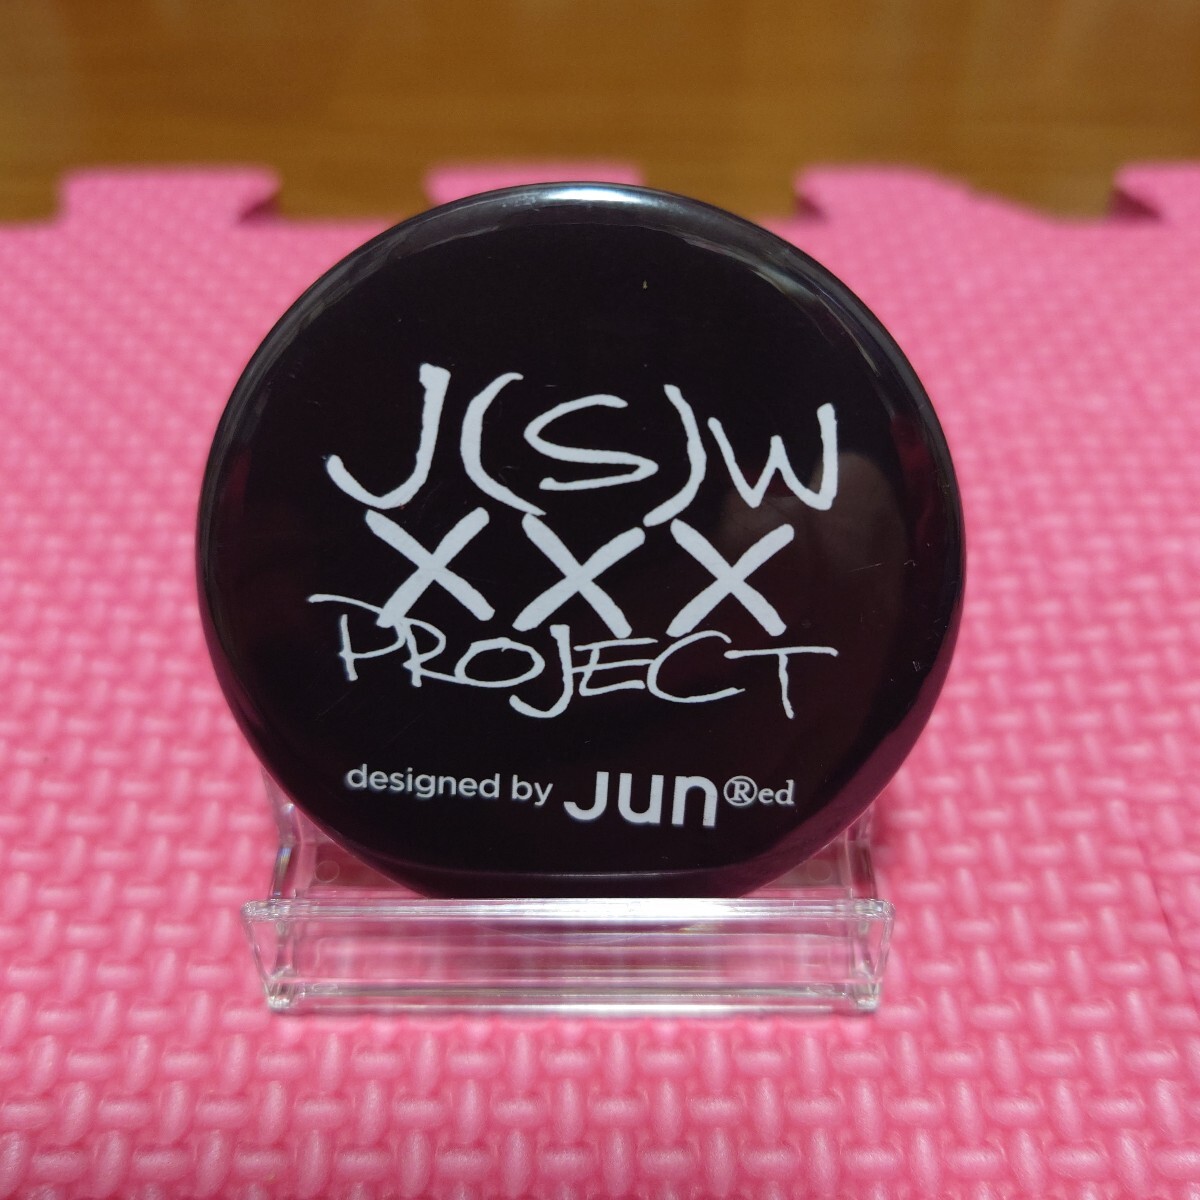 J(S)W
XXX
PROJECT
designed by Jun®ed